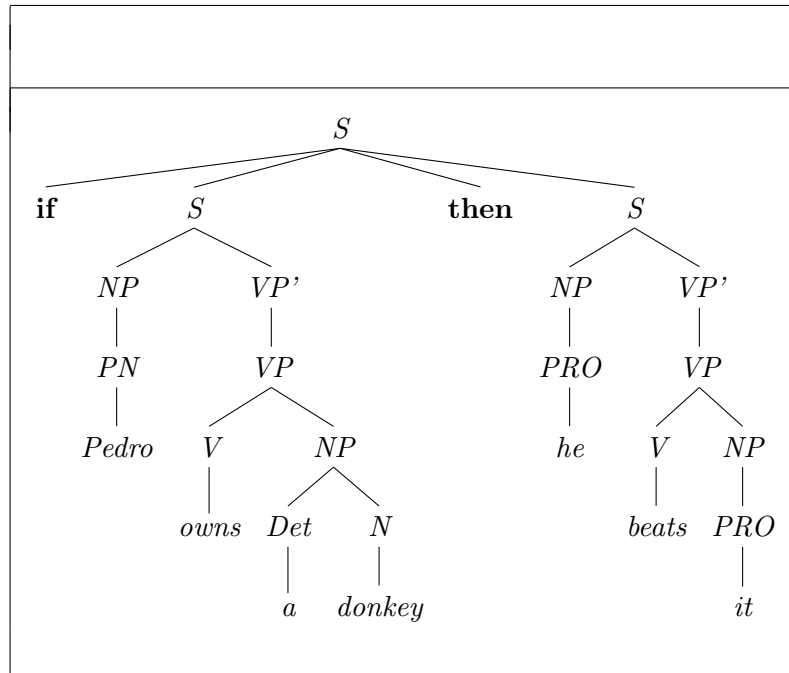 S
if S then S
NP VP' NP VP'
PN VP PRO VP
Pedro V NP he V NP
owns Det N beats PRO
a donkey it